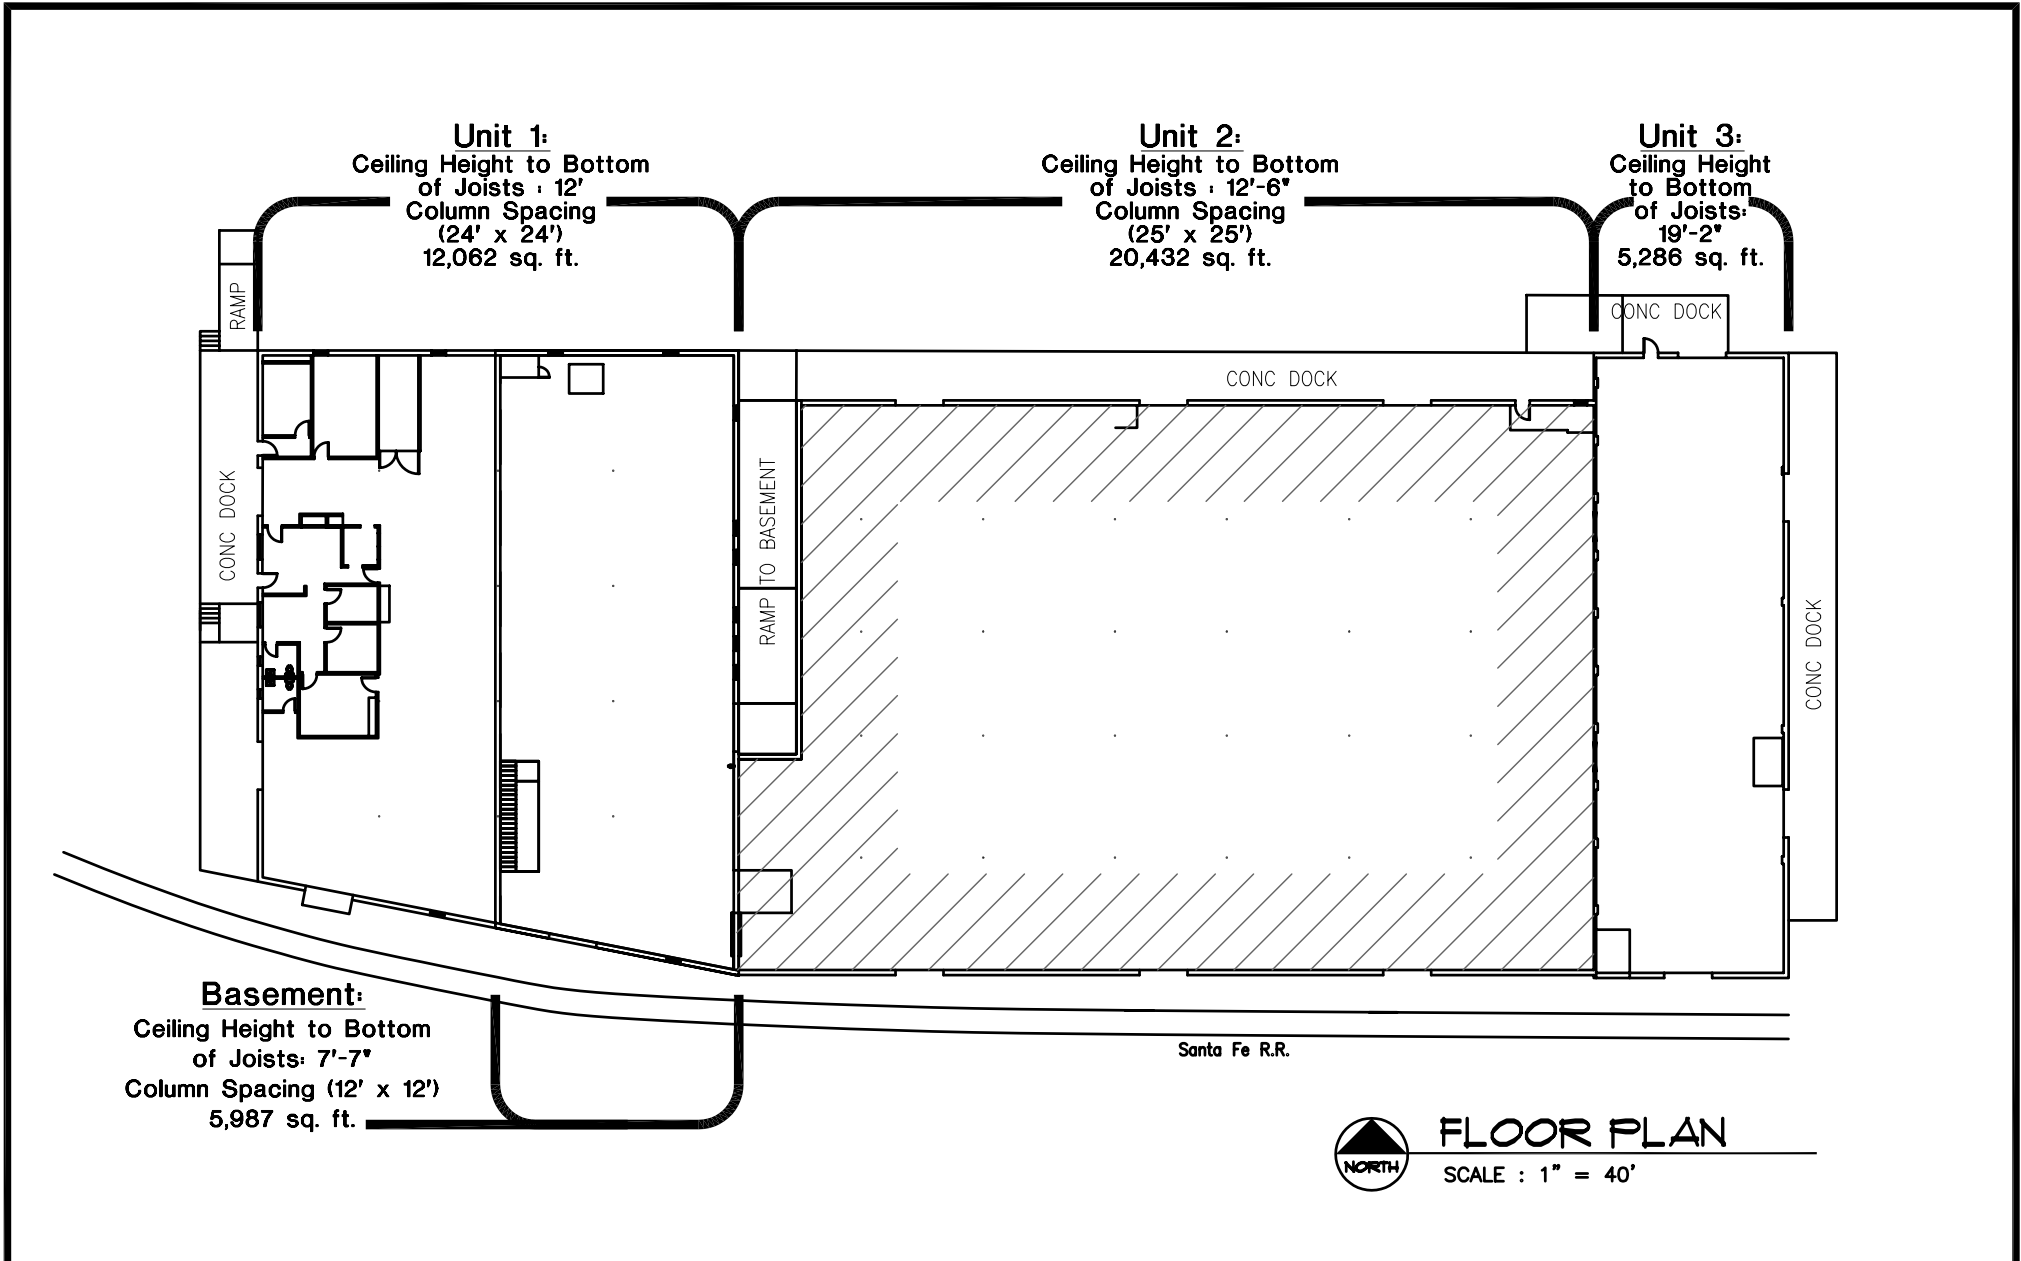 Unit 1:
Ceiling Height to Bottom
of Joists : 12'
Column Spacing
(24' x 24')
12,062 sq. ft.
Unit 2:
Ceiling Height to Bottom
of Joists : 12'-6"
Column Spacing
(25' x 25')
20,432 sq. ft.
Unit 3:
Ceiling Height
to Bottom
of Joists:
19'-2"
5,286 sq. ft.
RAMP
CONC DOCK
CONC DOCK
CONC DOCK
RAMP TO BASEMENT
CONC DOCK
Basement:
Ceiling Height to Bottom
of Joists: 7'-7"
Column Spacing (12' x 12')
5,987 sq. ft.
Santa Fe R.R.
NORTH
FLOOR PLAN
SCALE : 1" = 40'